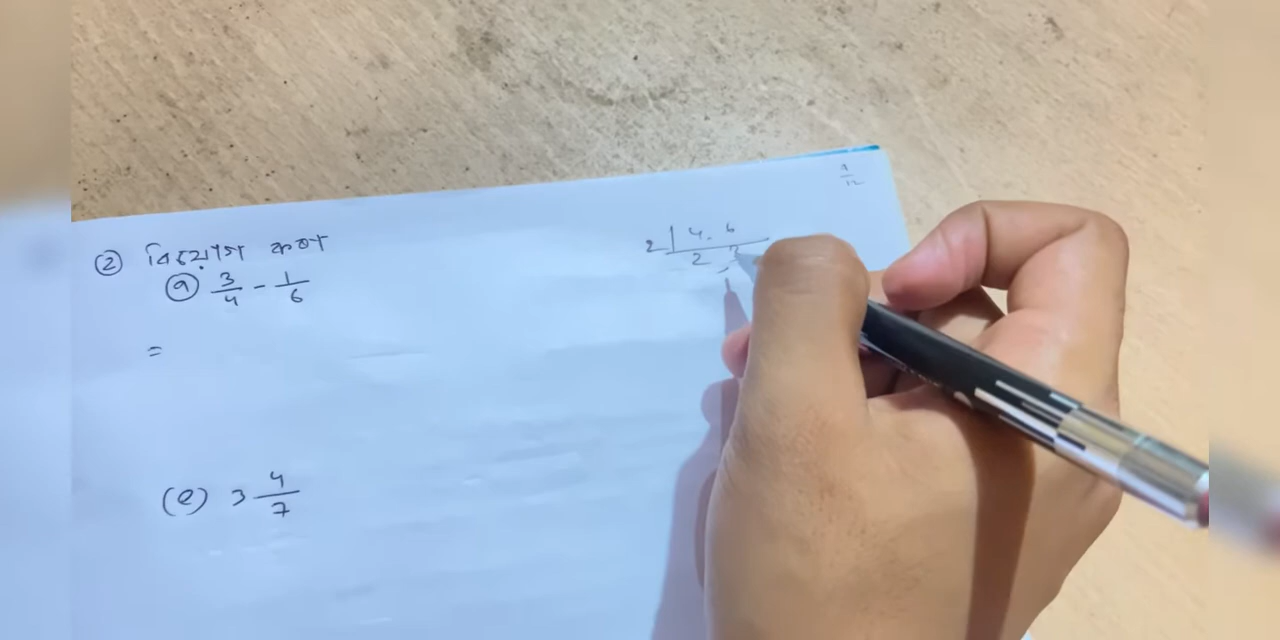 ② বিয়োগ করো
ⓐ 3/4 - 1/6
=
(e) 3 4/7
2 | 4, 6
2, 3